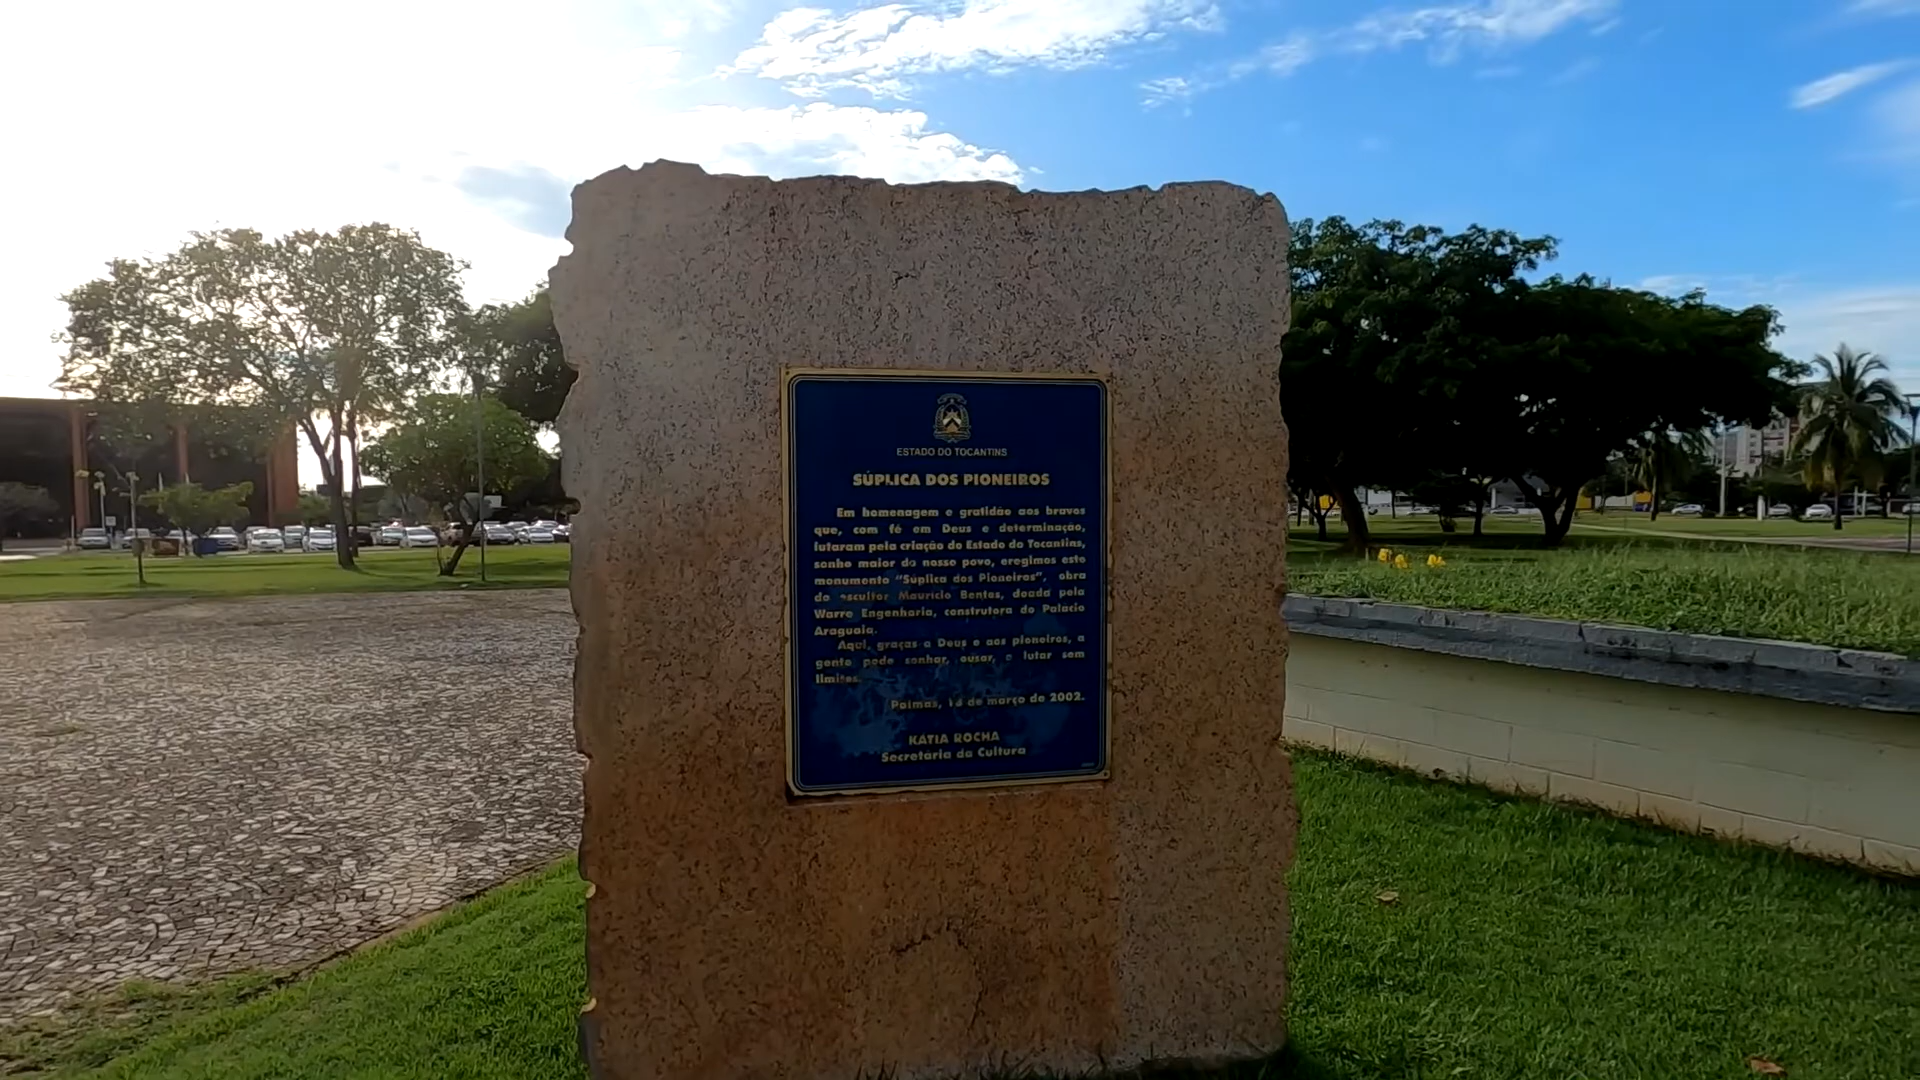 ESTADO DO TOCANTINS
SÚPLICA DOS PIONEIROS
Em homenagem e gratidão aos bravos
que, com fé em Deus e determinação,
lutaram pela criação do Estado do Tocantins,
sonho maior do nosso povo, eregimos este
monumento "Súplica dos Pioneiros", obra
do escultor Maurício Bentes, doada pela
Warre Engenharia, construtora do Palácio
Araguaia.
Aqui, graças a Deus e aos pioneiros, a
gente pode sonhar, ousar, e lutar sem
limites.
Palmas, de março de 2002.
KÁTIA ROCHA
Secretária da Cultura